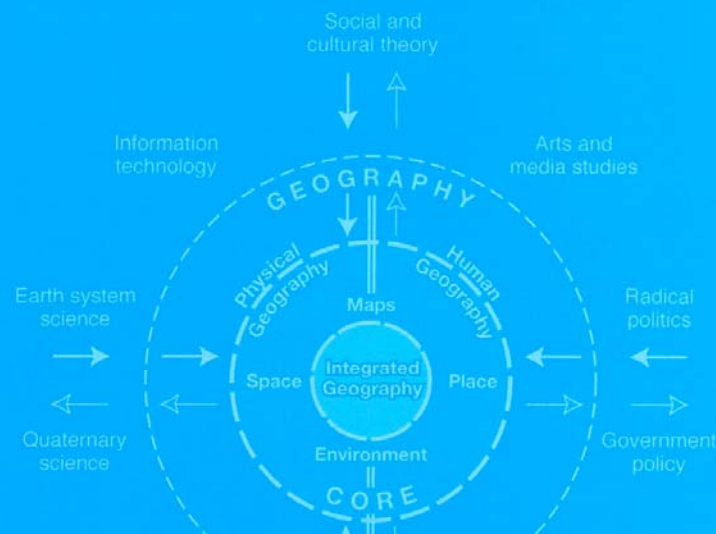 Social and
cultural theory
Information
technology
Arts and
media studies
GEOGRAPHY
Physical
Geography
Human
Geography
Earth system
science
Maps
Radical
politics
Integrated
Geography
Space
Place
Quaternary
science
Environment
Government
policy
CORE